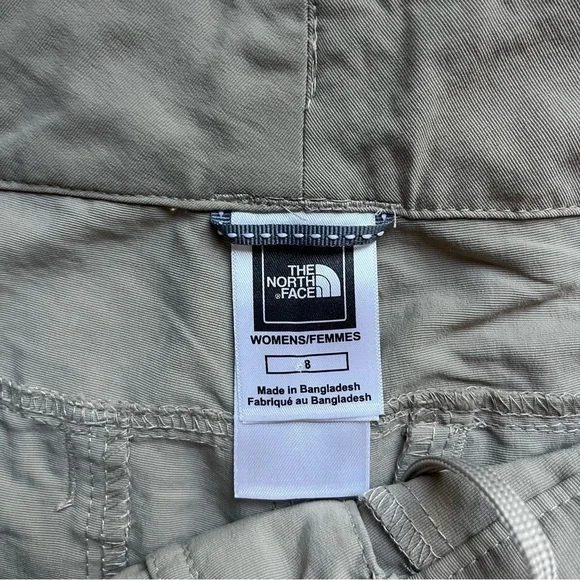 THE
NORTH
®FACE
WOMENS/FEMMES
8
Made in Bangladesh
Fabriqué au Bangladesh